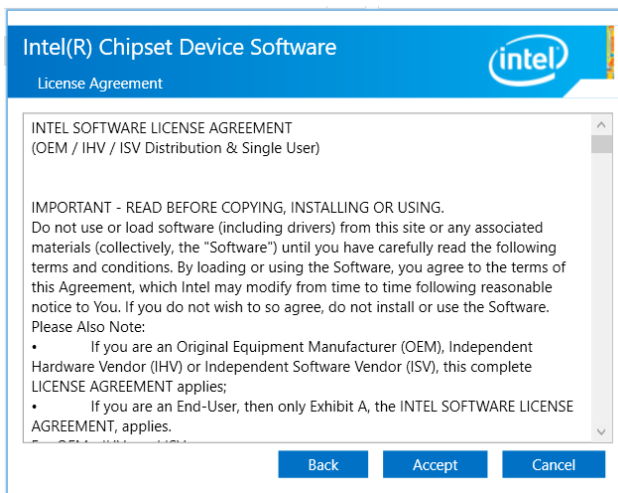 Intel(R) Chipset Device Software
intel
License Agreement
INTEL SOFTWARE LICENSE AGREEMENT
(OEM / IHV / ISV Distribution & Single User)
IMPORTANT - READ BEFORE COPYING, INSTALLING OR USING.
Do not use or load software (including drivers) from this site or any associated
materials (collectively, the "Software") until you have carefully read the following
terms and conditions. By loading or using the Software, you agree to the terms of
this Agreement, which Intel may modify from time to time following reasonable
notice to You. If you do not wish to so agree, do not install or use the Software.
Please Also Note:
• If you are an Original Equipment Manufacturer (OEM), Independent
Hardware Vendor (IHV) or Independent Software Vendor (ISV), this complete
LICENSE AGREEMENT applies;
• If you are an End-User, then only Exhibit A, the INTEL SOFTWARE LICENSE
AGREEMENT, applies.
Back Accept Cancel